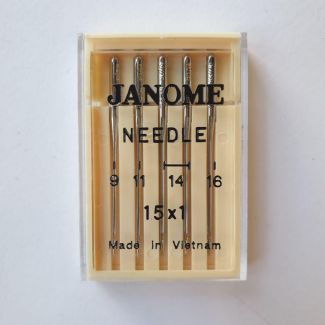 JANOME
NEEDLE
9 11 14 16
15x1
Made in Vietnam